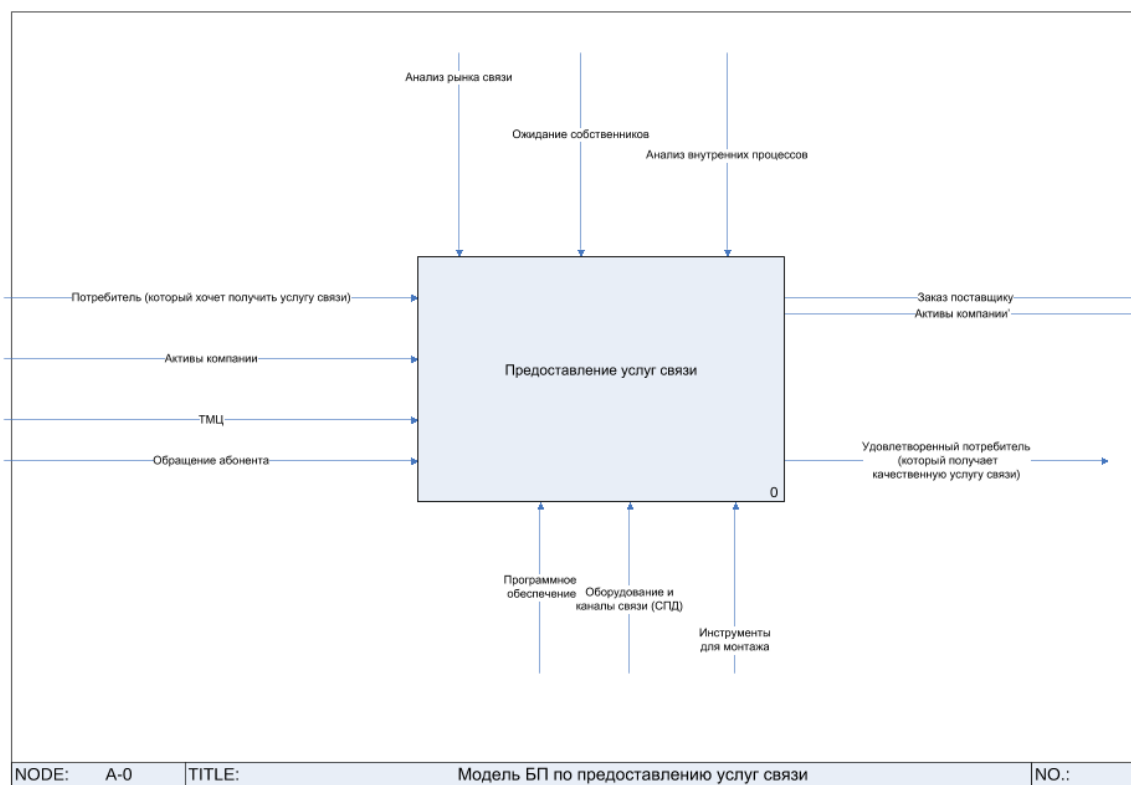 Анализ рынка связи
Ожидание собственников
Анализ внутренних процессов
Потребитель (который хочет получить услугу связи)
Заказ поставщику
Активы компании'
Активы компании
Предоставление услуг связи
ТМЦ
Обращение абонента
Удовлетворенный потребитель
(который получает
качественную услугу связи)
0
Программное
обеспечение
Оборудование и
каналы связи (СПД)
Инструменты
для монтажа
NODE: A-0 TITLE: Модель БП по предоставлению услуг связи NO.: